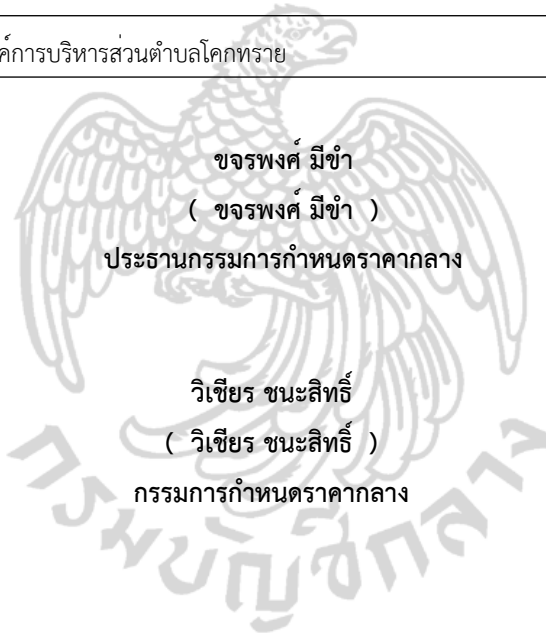 ค์การบริหารส่วนตำบลโคกทราย
ขจรพงศ์ มีขำ
( ขจรพงศ์ มีขำ )
ประธานกรรมการกำหนดราคากลาง
วิเชียร ชนะสิทธิ์
( วิเชียร ชนะสิทธิ์ )
กรรมการกำหนดราคากลาง
กรมบัญชีกลาง